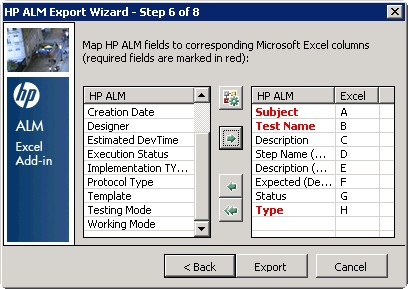 HP ALM Export Wizard - Step 6 of 8
hp
ALM
Excel
Add-in
Map HP ALM fields to corresponding Microsoft Excel columns
(required fields are marked in red):
HP ALM
Creation Date
Designer
Estimated DevTime
Execution Status
Implementation TY...
Protocol Type
Template
Testing Mode
Working Mode
HP ALM Excel
Subject A
Test Name B
Description C
Step Name (... D
Description (... E
Expected (De... F
Status G
Type H
< Back Export Cancel